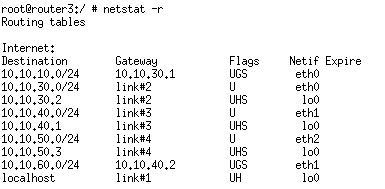 root@router3:/ # netstat -r
Routing tables

Internet:
Destination Gateway Flags Netif Expire
10.10.10.0/24 10.10.30.1 UGS eth0
10.10.30.0/24 link#2 U eth0
10.10.30.2 link#2 UHS lo0
10.10.40.0/24 link#3 U eth1
10.10.40.1 link#3 UHS lo0
10.10.50.0/24 link#4 U eth2
10.10.50.3 link#4 UHS lo0
10.10.60.0/24 10.10.40.2 UGS eth1
localhost link#1 UH lo0